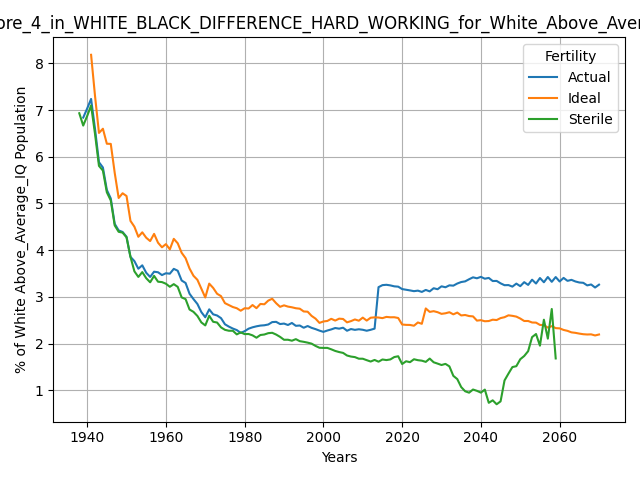 ore_4_in_WHITE_BLACK_DIFFERENCE_HARD_WORKING_for_White_Above_Aver
% of White Above_Average_IQ Population
8
7
6
5
4
3
2
1
Fertility
Actual
Ideal
Sterile
1940 1960 1980 2000 2020 2040 2060
Years